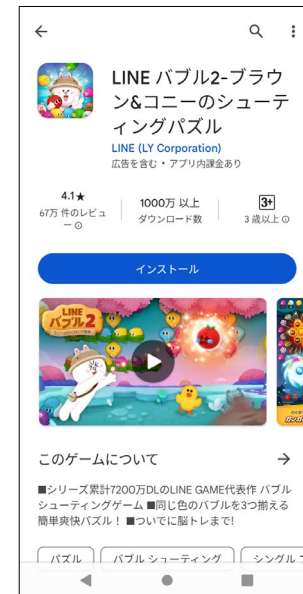 LINE バブル2-ブラウ
ン&コニーのシューテ
ィングパズル
LINE (LY Corporation)
広告を含む・アプリ内課金あり
4.1★
67万 件のレビュ
ー
1000万 以上
ダウンロード数
3+
3 歳以上
インストール
LINE
バブル2
このゲームについて
■シリーズ累計7200万DLのLINE GAME代表作 バブル
シューティングゲーム ■同じ色のバブルを3つ揃える
簡単爽快パズル！ ■ついでに脳トレまで!
パズル
バブル シューティング
シングル